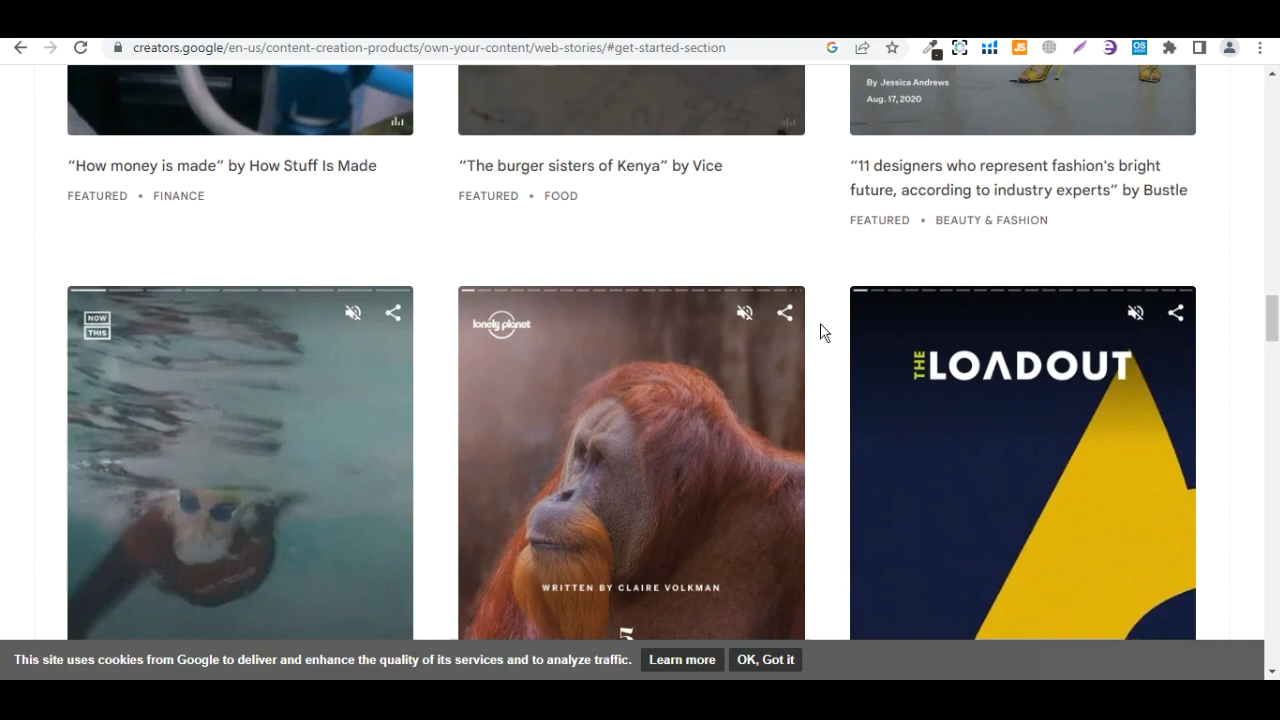 creators.google/en-us/content-creation-products/own-your-content/web-stories/#get-started-section
By Jessica Andrews
Aug. 17, 2020
“How money is made” by How Stuff Is Made
FEATURED • FINANCE
“The burger sisters of Kenya” by Vice
FEATURED • FOOD
“11 designers who represent fashion's bright
future, according to industry experts” by Bustle
FEATURED • BEAUTY & FASHION
NOW
THIS
lonely planet
WRITTEN BY CLAIRE VOLKMAN
5
THE LOADOUT
This site uses cookies from Google to deliver and enhance the quality of its services and to analyze traffic. Learn more OK, Got it